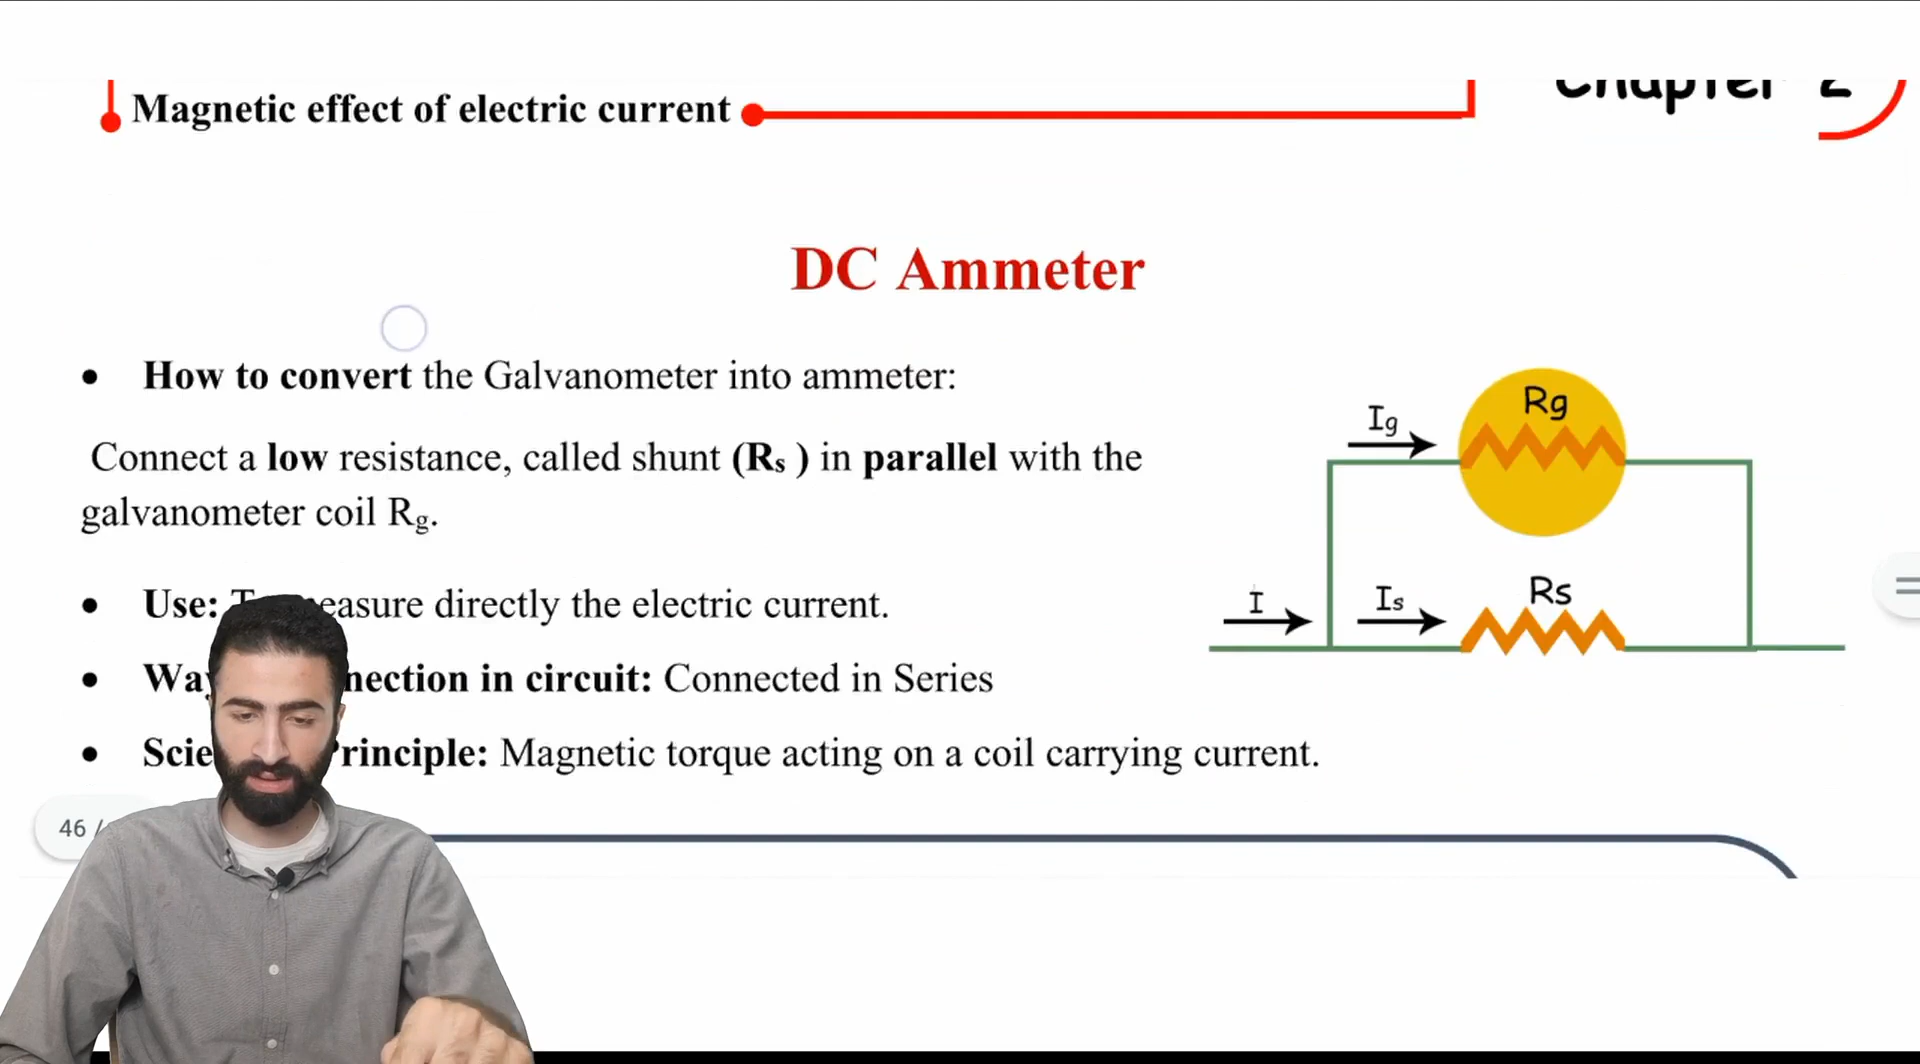 Magnetic effect of electric current
Chapter 2
DC Ammeter
• How to convert the Galvanometer into ammeter:
Connect a low resistance, called shunt (Rs ) in parallel with the
galvanometer coil Rg.
• Use: easure directly the electric current.
• Wa nection in circuit: Connected in Series
• Scie rinciple: Magnetic torque acting on a coil carrying current.
Ig
Rg
I
Is
Rs
46 /